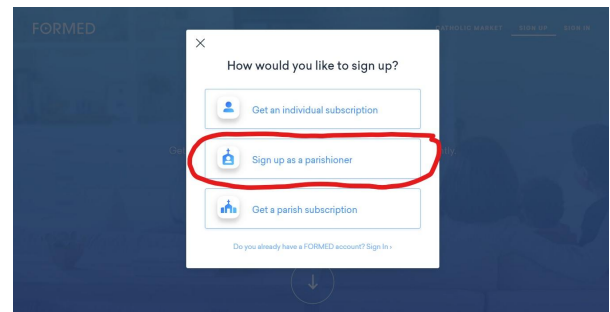 FORMED
CATHOLIC MARKET SIGN UP SIGN IN
How would you like to sign up?
Get an individual subscription
Sign up as a parishioner
Get a parish subscription
Do you already have a FORMED account? Sign In ›